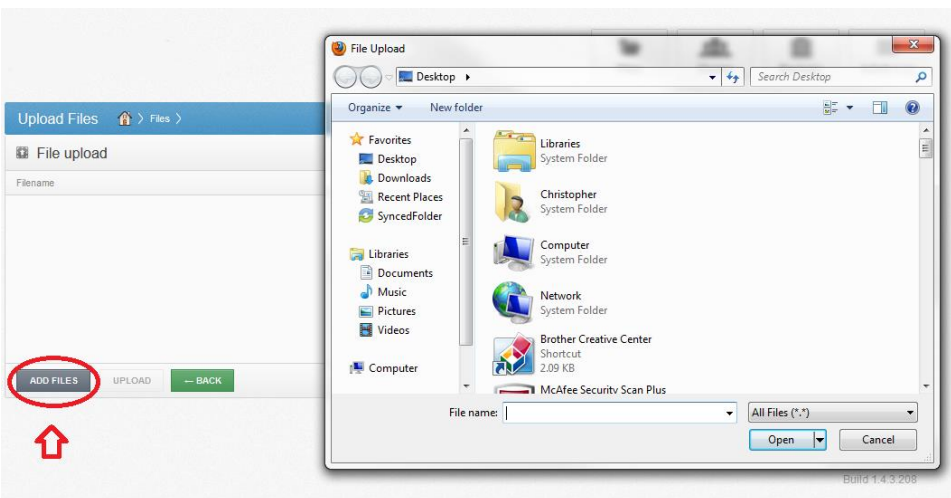 Upload Files > Files >
File upload
Filename
ADD FILES
UPLOAD
← BACK
File Upload
Desktop
Search Desktop
Organize
New folder
Favorites
Desktop
Downloads
Recent Places
SyncedFolder
Libraries
Documents
Music
Pictures
Videos
Computer
Libraries
System Folder
Christopher
System Folder
Computer
System Folder
Network
System Folder
Brother Creative Center
Shortcut
2.09 KB
McAfee Security Scan Plus
File name:
All Files (*.*)
Open
Cancel
Build 1.4.3.208